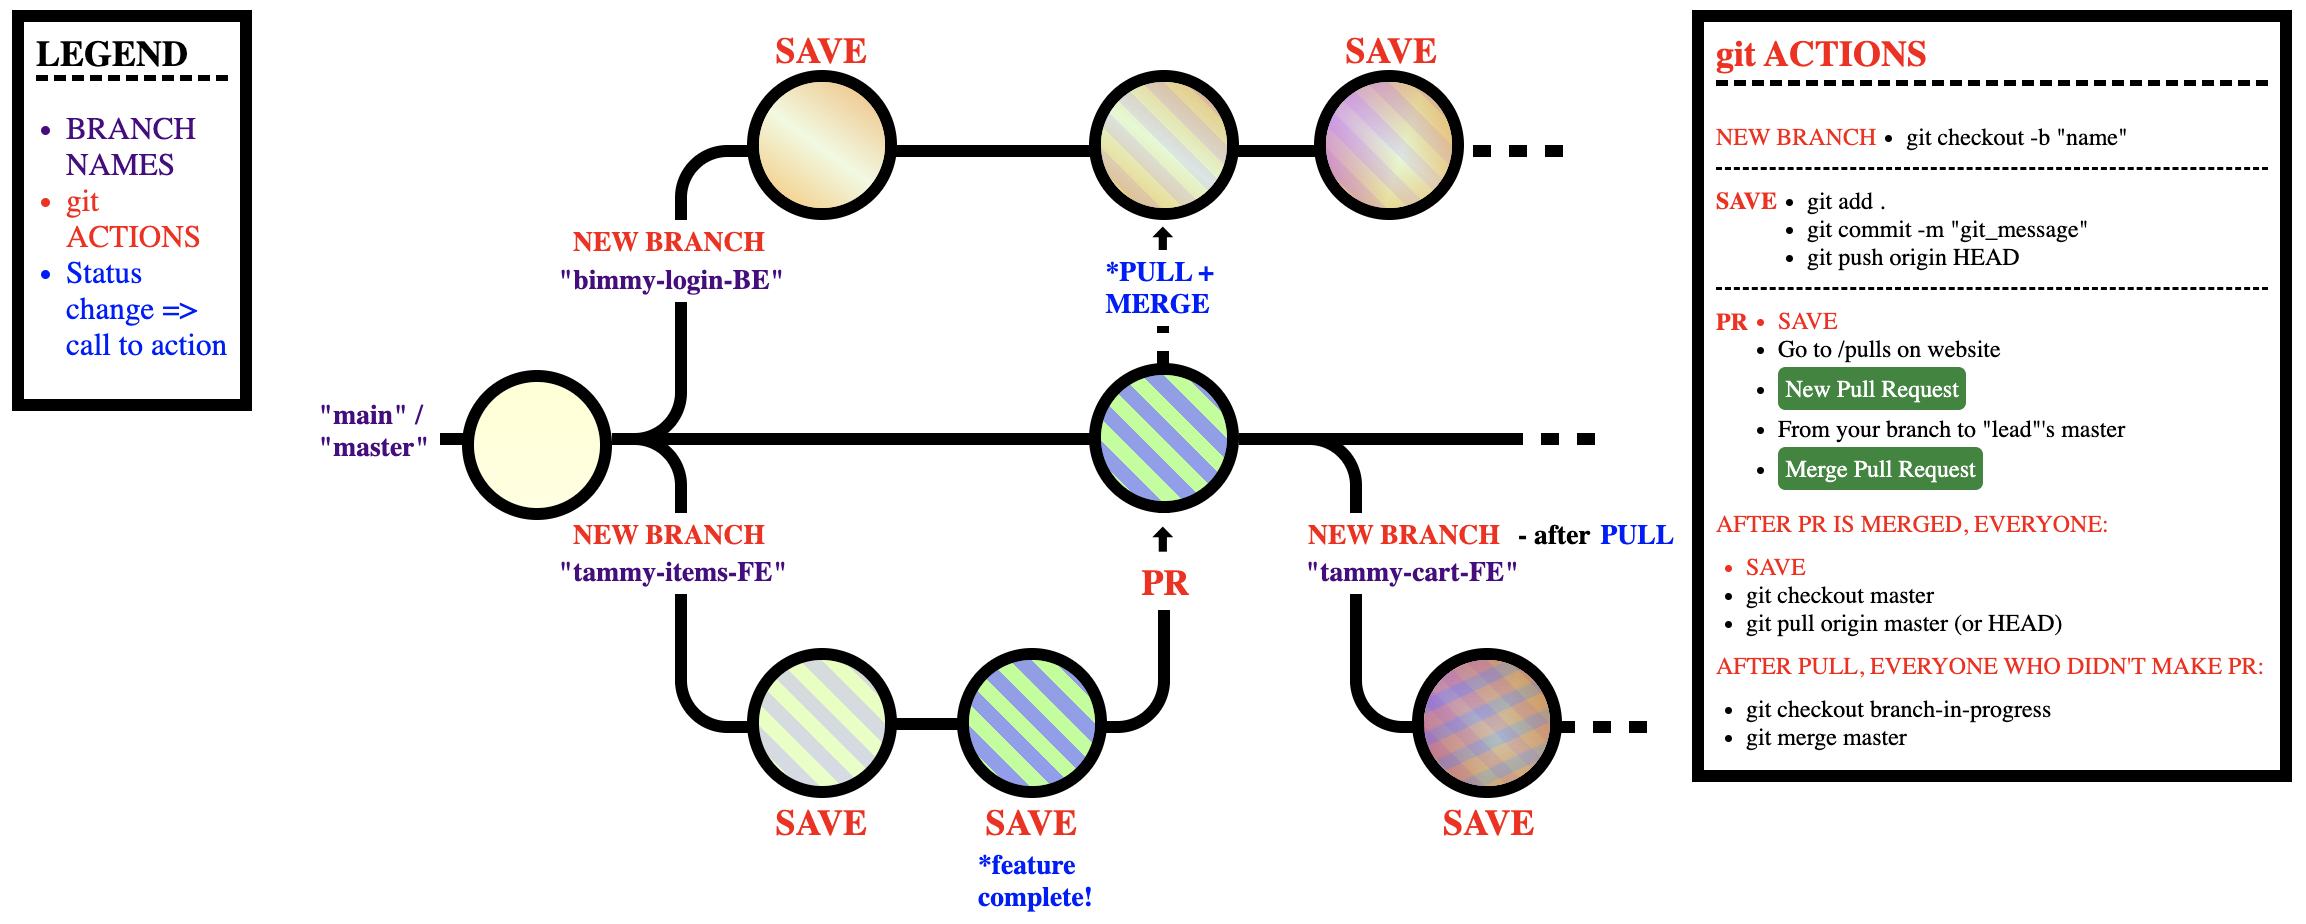 LEGEND
• BRANCH
NAMES
• git
ACTIONS
• Status
change =>
call to action
SAVE
SAVE
NEW BRANCH
"bimmy-login-BE"
*PULL +
MERGE
"main" /
"master"
NEW BRANCH
"tammy-items-FE"
PR
NEW BRANCH - after PULL
"tammy-cart-FE"
SAVE
SAVE
*feature
complete!
SAVE
git ACTIONS
NEW BRANCH • git checkout -b "name"
SAVE • git add .
• git commit -m "git_message"
• git push origin HEAD
PR • SAVE
• Go to /pulls on website
• New Pull Request
• From your branch to "lead"'s master
• Merge Pull Request
AFTER PR IS MERGED, EVERYONE:
• SAVE
• git checkout master
• git pull origin master (or HEAD)
AFTER PULL, EVERYONE WHO DIDN'T MAKE PR:
• git checkout branch-in-progress
• git merge master